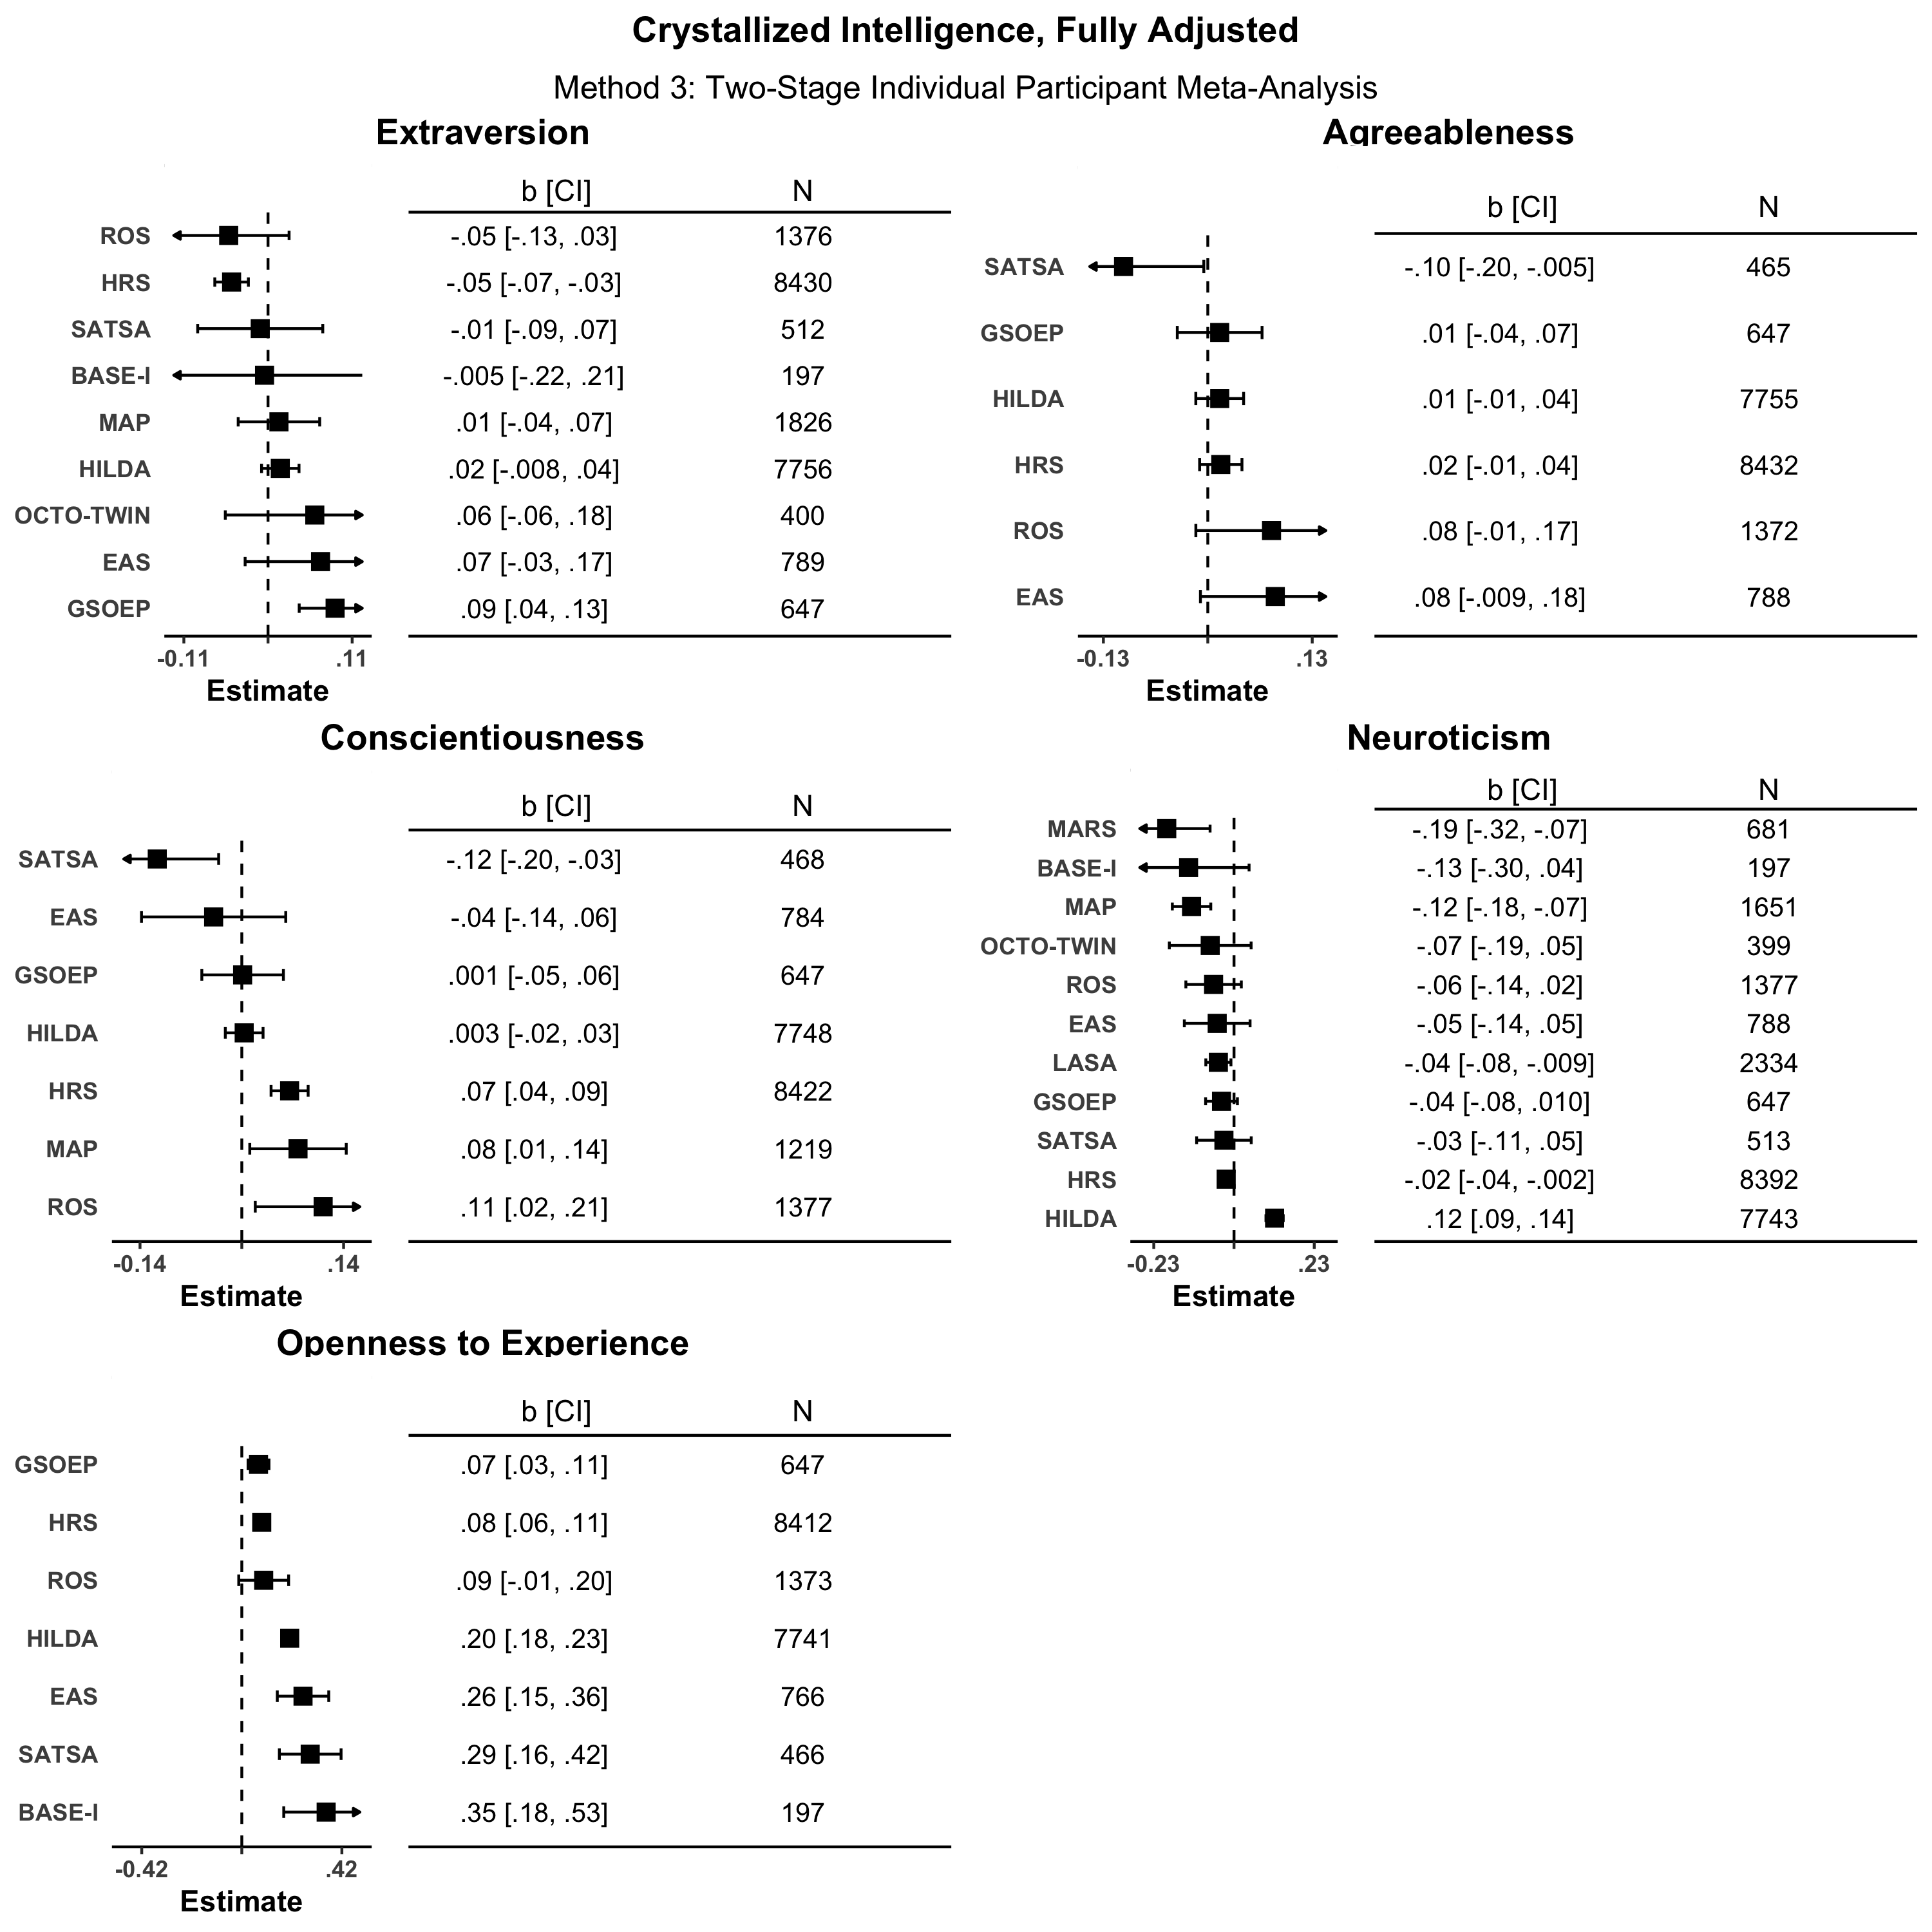 Crystallized Intelligence, Fully Adjusted
Method 3: Two-Stage Individual Participant Meta-Analysis
Extraversion
b [CI] N
ROS -.05 [-.13, .03] 1376
HRS -.05 [-.07, -.03] 8430
SATSA -.01 [-.09, .07] 512
BASE-I -.005 [-.22, .21] 197
MAP .01 [-.04, .07] 1826
HILDA .02 [-.008, .04] 7756
OCTO-TWIN .06 [-.06, .18] 400
EAS .07 [-.03, .17] 789
GSOEP .09 [.04, .13] 647
-0.11 .11
Estimate
Agreeableness
b [CI] N
SATSA -.10 [-.20, -.005] 465
GSOEP .01 [-.04, .07] 647
HILDA .01 [-.01, .04] 7755
HRS .02 [-.01, .04] 8432
ROS .08 [-.01, .17] 1372
EAS .08 [-.009, .18] 788
-0.13 .13
Estimate
Conscientiousness
b [CI] N
SATSA -.12 [-.20, -.03] 468
EAS -.04 [-.14, .06] 784
GSOEP .001 [-.05, .06] 647
HILDA .003 [-.02, .03] 7748
HRS .07 [.04, .09] 8422
MAP .08 [.01, .14] 1219
ROS .11 [.02, .21] 1377
-0.14 .14
Estimate
Neuroticism
b [CI] N
MARS -.19 [-.32, -.07] 681
BASE-I -.13 [-.30, .04] 197
MAP -.12 [-.18, -.07] 1651
OCTO-TWIN -.07 [-.19, .05] 399
ROS -.06 [-.14, .02] 1377
EAS -.05 [-.14, .05] 788
LASA -.04 [-.08, -.009] 2334
GSOEP -.04 [-.08, .010] 647
SATSA -.03 [-.11, .05] 513
HRS -.02 [-.04, -.002] 8392
HILDA .12 [.09, .14] 7743
-0.23 .23
Estimate
Openness to Experience
b [CI] N
GSOEP .07 [.03, .11] 647
HRS .08 [.06, .11] 8412
ROS .09 [-.01, .20] 1373
HILDA .20 [.18, .23] 7741
EAS .26 [.15, .36] 766
SATSA .29 [.16, .42] 466
BASE-I .35 [.18, .53] 197
-0.42 .42
Estimate